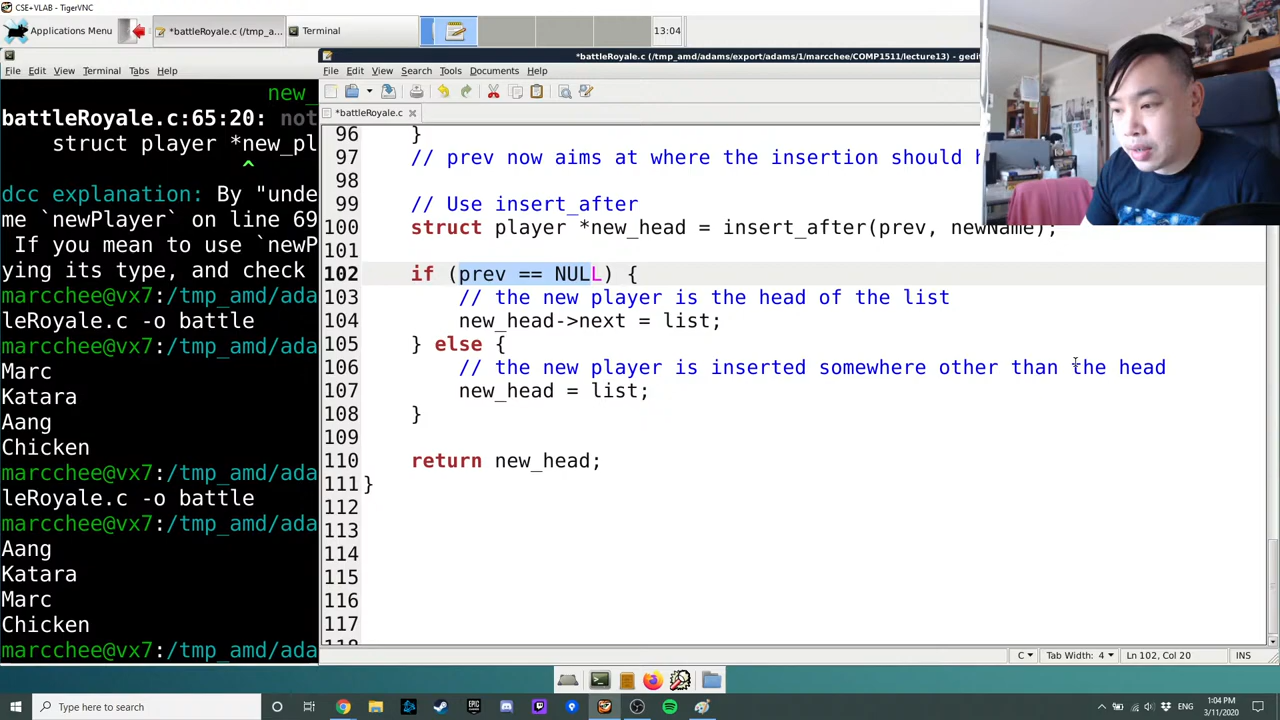 CSE+VLAB - TigerVNC
Applications Menu
*battleRoyale.c (/tmp_a...
Terminal
13:04
File Edit View Terminal Tabs Help
new_
battleRoyale.c:65:20: not
struct player *new_pl
^
dcc explanation: By "unde
me `newPlayer` on line 69
If you mean to use `newP
ying its type, and check
marcchee@vx7:/tmp_amd/ada
leRoyale.c -o battle
marcchee@vx7:/tmp_amd/ada
Marc
Katara
Aang
Chicken
marcchee@vx7:/tmp_amd/ada
leRoyale.c -o battle
marcchee@vx7:/tmp_amd/ada
Aang
Katara
Marc
Chicken
marcchee@vx7:/tmp_amd/ada
*battleRoyale.c (/tmp_amd/adams/export/adams/1/marcchee/COMP1511/lecture13) - gedi
File Edit View Search Tools Documents Help
*battleRoyale.c
96 }
97 // prev now aims at where the insertion should h
98
99 // Use insert_after
100 struct player *new_head = insert_after(prev, newName);
101
102 if (prev == NULL) {
103 // the new player is the head of the list
104 new_head->next = list;
105 } else {
106 // the new player is inserted somewhere other than the head
107 new_head = list;
108 }
109
110 return new_head;
111 }
112
113
114
115
116
117
118
C Tab Width: 4 Ln 102, Col 20 INS
Type here to search
ENG
1:04 PM
3/11/2020